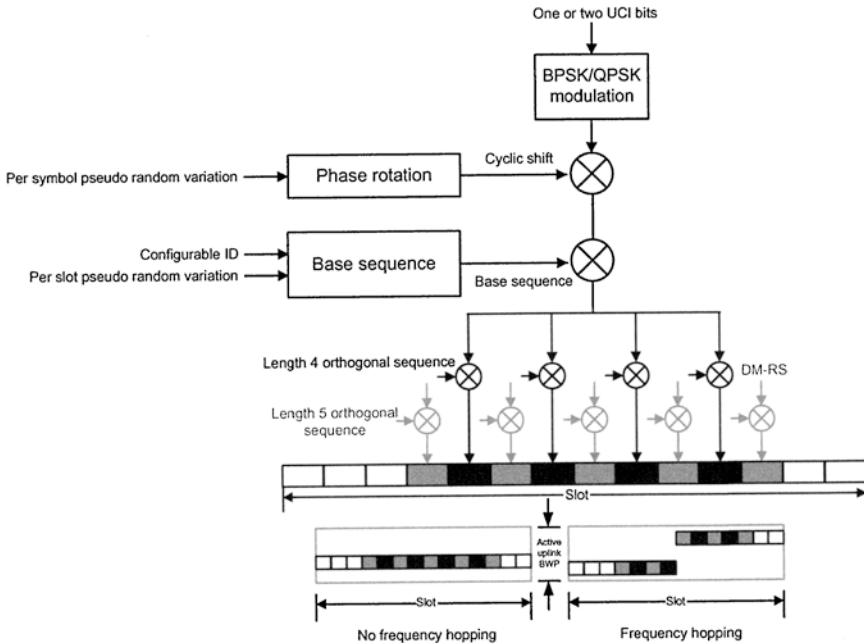 One or two UCI bits
BPSK/QPSK
modulation
Cyclic shift
Per symbol pseudo random variation
Phase rotation
Configurable ID
Base sequence
Per slot pseudo random variation
Base sequence
Length 4 orthogonal sequence
DM-RS
Length 5 orthogonal
sequence
Slot
Active
uplink
BWP
Slot
Slot
No frequency hopping
Frequency hopping